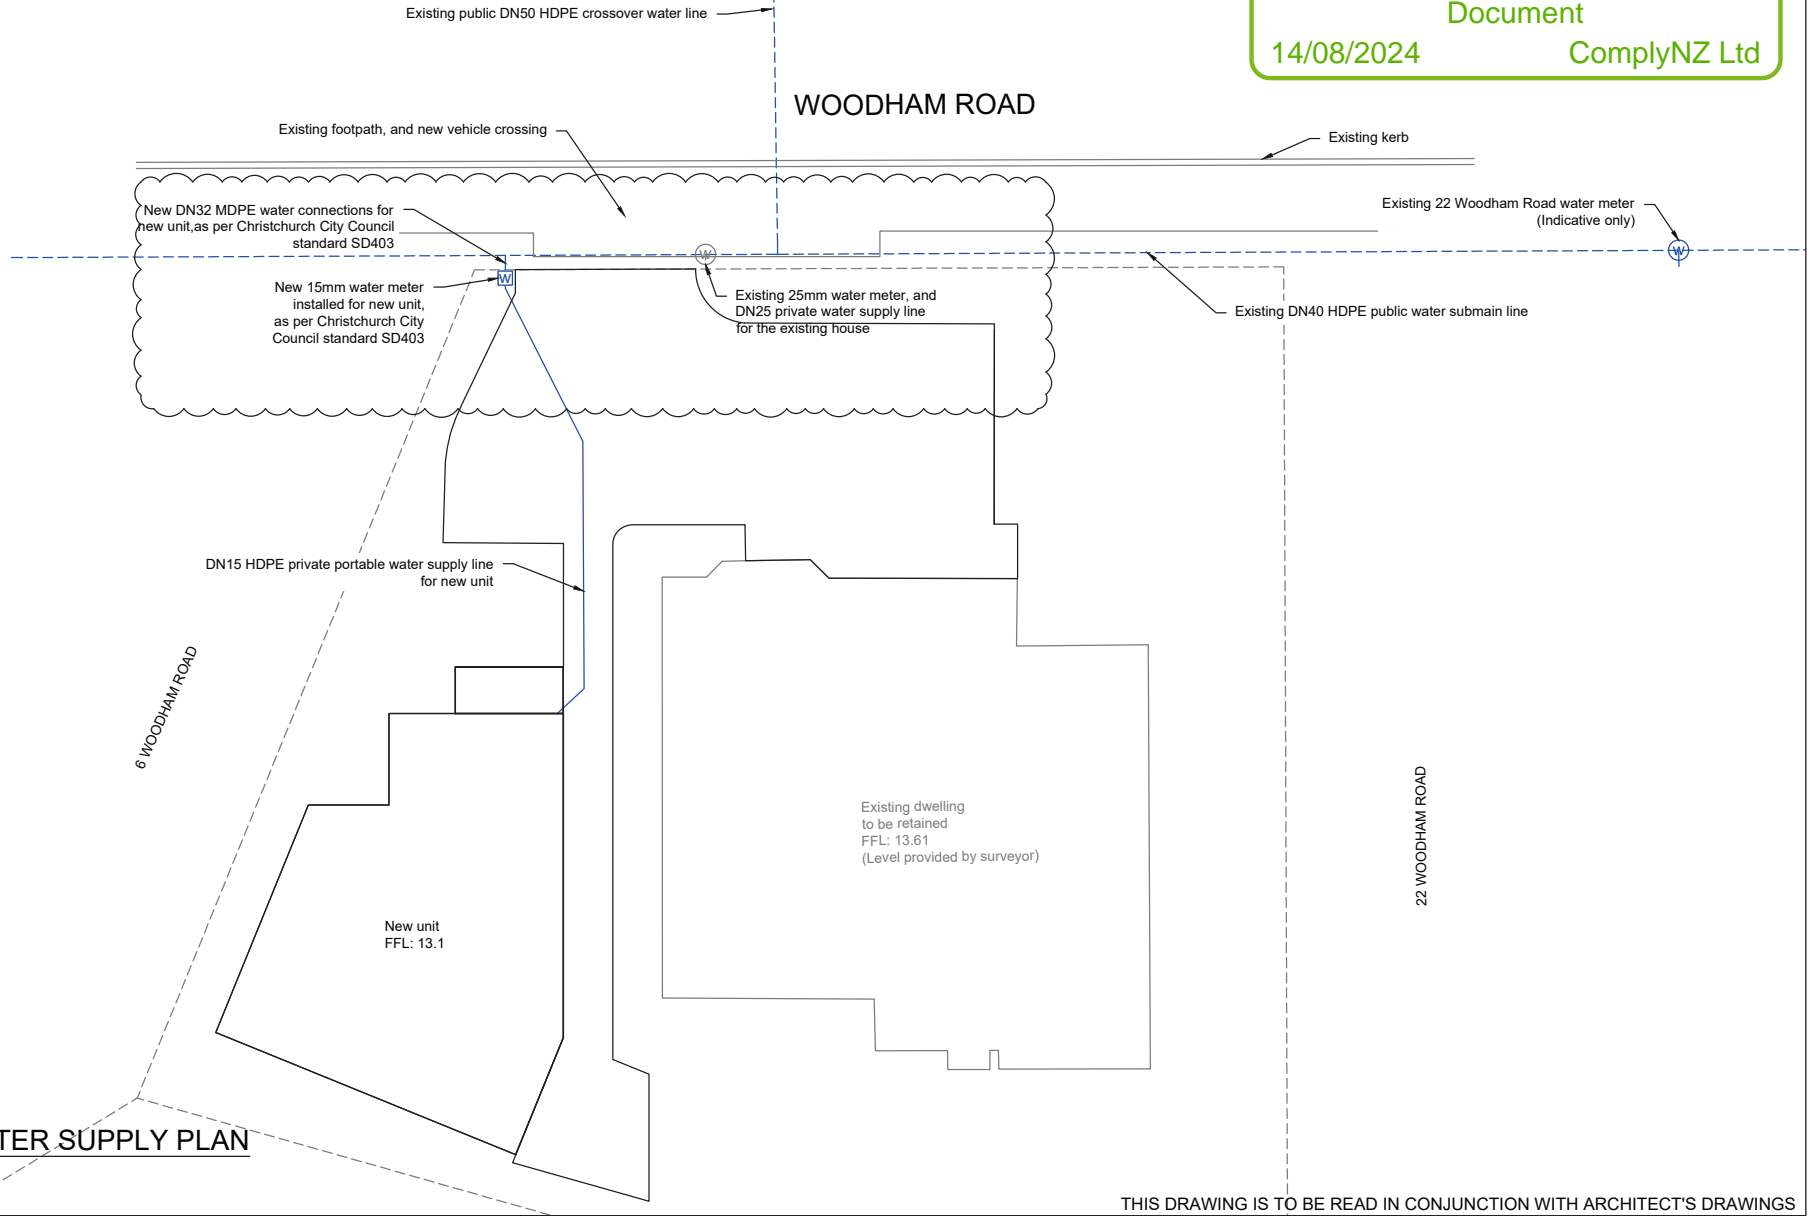 Existing public DN50 HDPE crossover water line
Document
14/08/2024 ComplyNZ Ltd
WOODHAM ROAD
Existing footpath, and new vehicle crossing
Existing kerb
New DN32 MDPE water connections for
new unit,as per Christchurch City Council
standard SD403
Existing 22 Woodham Road water meter
(Indicative only)
W
W
W
New 15mm water meter
installed for new unit,
as per Christchurch City
Council standard SD403
Existing 25mm water meter, and
DN25 private water supply line
for the existing house
Existing DN40 HDPE public water submain line
DN15 HDPE private portable water supply line
for new unit
6 WOODHAM ROAD
Existing dwelling
to be retained
FFL: 13.61
(Level provided by surveyor)
22 WOODHAM ROAD
New unit
FFL: 13.1
TER SUPPLY PLAN
THIS DRAWING IS TO BE READ IN CONJUNCTION WITH ARCHITECT'S DRAWINGS